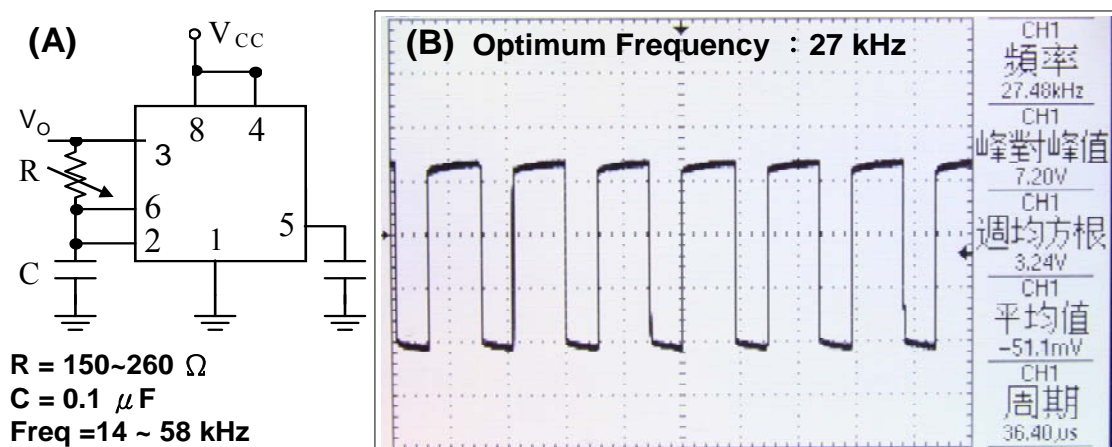 (A)
V CC
8 4
VO
3
R
6
2
1
5
C
R = 150~260 Ω
C = 0.1 μF
Freq =14 ~ 58 kHz
(B) Optimum Frequency : 27 kHz
CH1
頻率
27.48kHz
CH1
峰對峰值
7.20V
CH1
週均方根
3.24V
CH1
平均值
-51.1mV
CH1
周期
36.40us